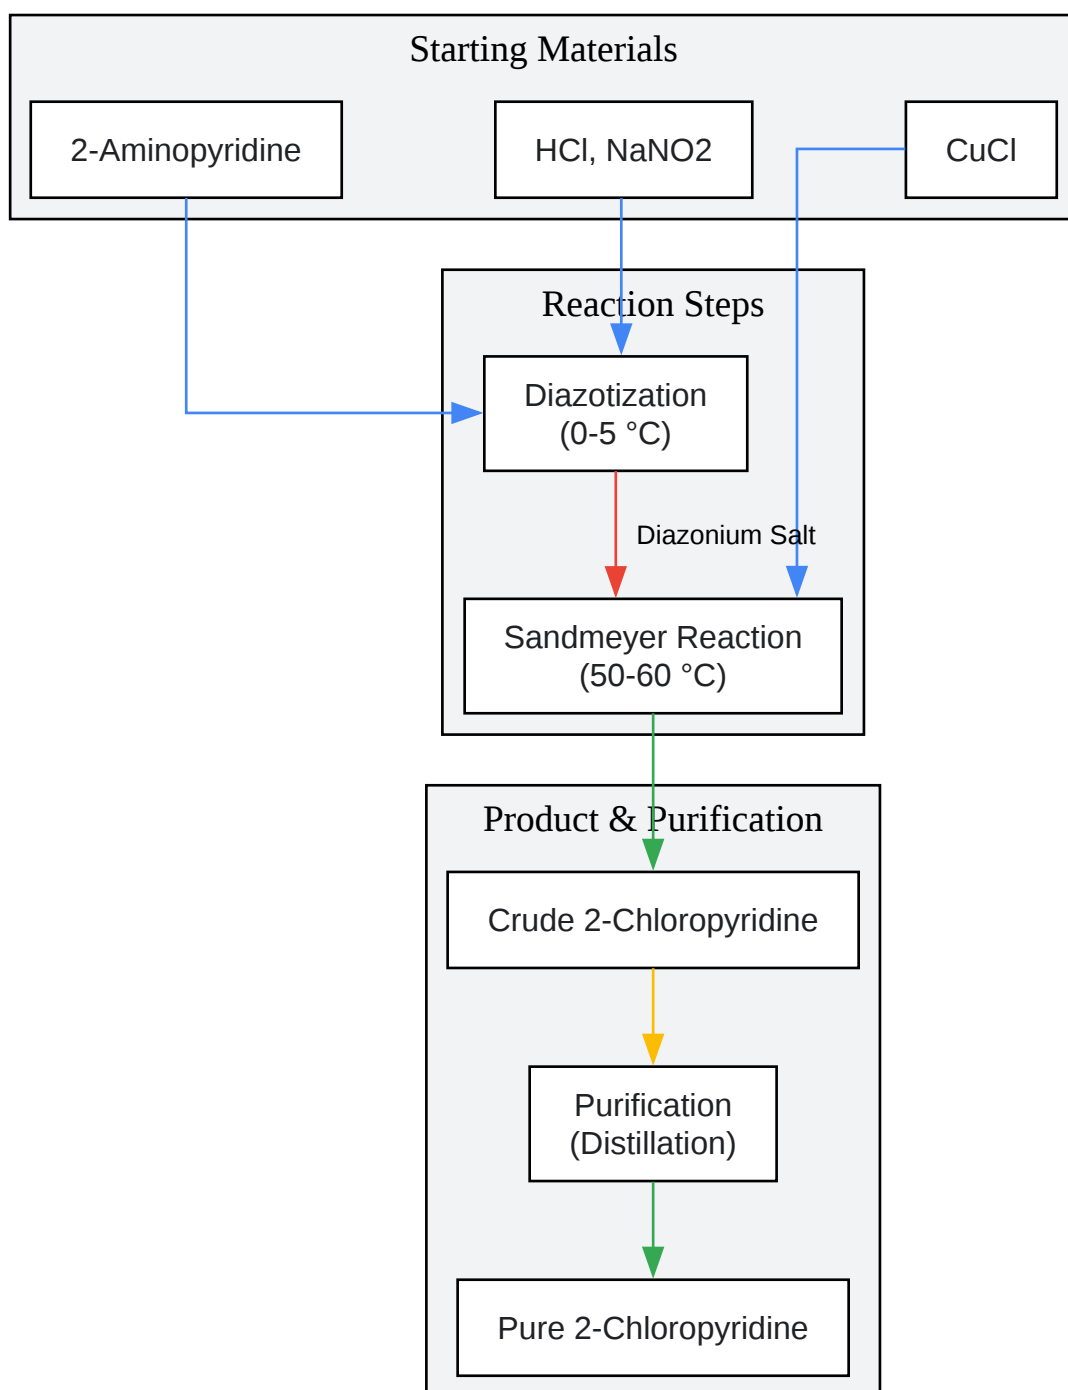 Starting Materials
2-Aminopyridine
HCl, NaNO2
CuCl
Reaction Steps
Diazotization
(0-5 °C)
Diazonium Salt
Sandmeyer Reaction
(50-60 °C)
Product & Purification
Crude 2-Chloropyridine
Purification
(Distillation)
Pure 2-Chloropyridine